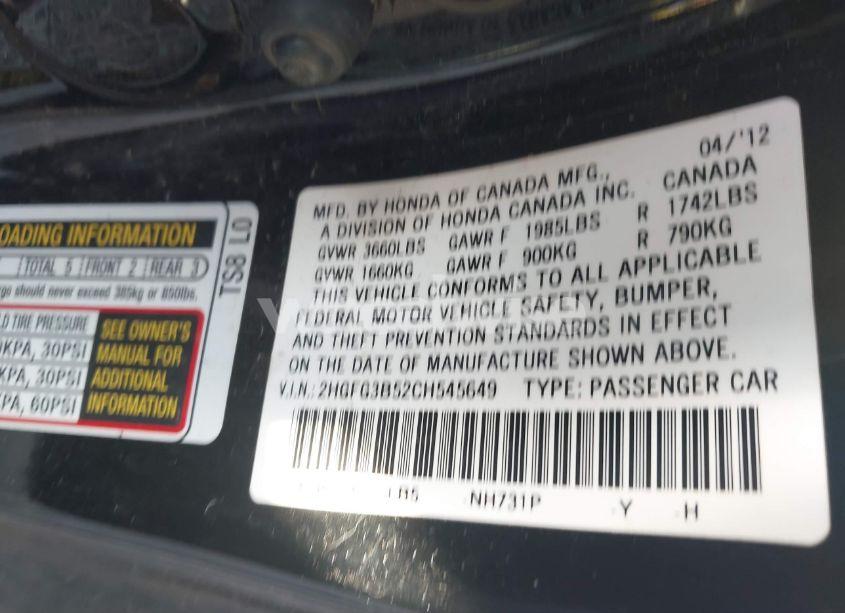 OADING INFORMATION
TOTAL 5 FRONT 2 REAR 3
rgo should never exceed 385kg or 850lbs.
D TIRE PRESSURE
KPA, 30PSI
KPA, 30PSI
KPA, 60PSI
SEE OWNER'S
MANUAL FOR
ADDITIONAL
INFORMATION
TS8 L0
04/'12
MFD. BY HONDA OF CANADA MFG.,
A DIVISION OF HONDA CANADA INC. CANADA
GVWR 3660LBS GAWR F 1985LBS R 1742LBS
GVWR 1660KG GAWR F 900KG R 790KG
THIS VEHICLE CONFORMS TO ALL APPLICABLE
FEDERAL MOTOR VEHICLE SAFETY, BUMPER,
AND THEFT PREVENTION STANDARDS IN EFFECT
ON THE DATE OF MANUFACTURE SHOWN ABOVE.
V.I.N.: 2HGFG3B52CH545649 TYPE: PASSENGER CAR
NH731P Y H